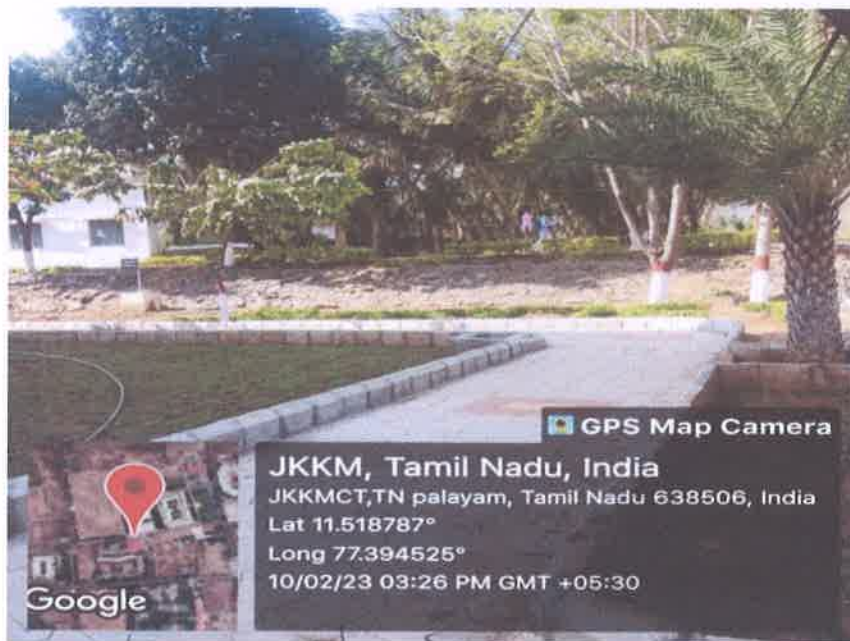 GPS Map Camera
JKKM, Tamil Nadu, India
JKKMCT,TN palayam, Tamil Nadu 638506, India
Lat 11.518787°
Long 77.394525°
10/02/23 03:26 PM GMT +05:30
Google